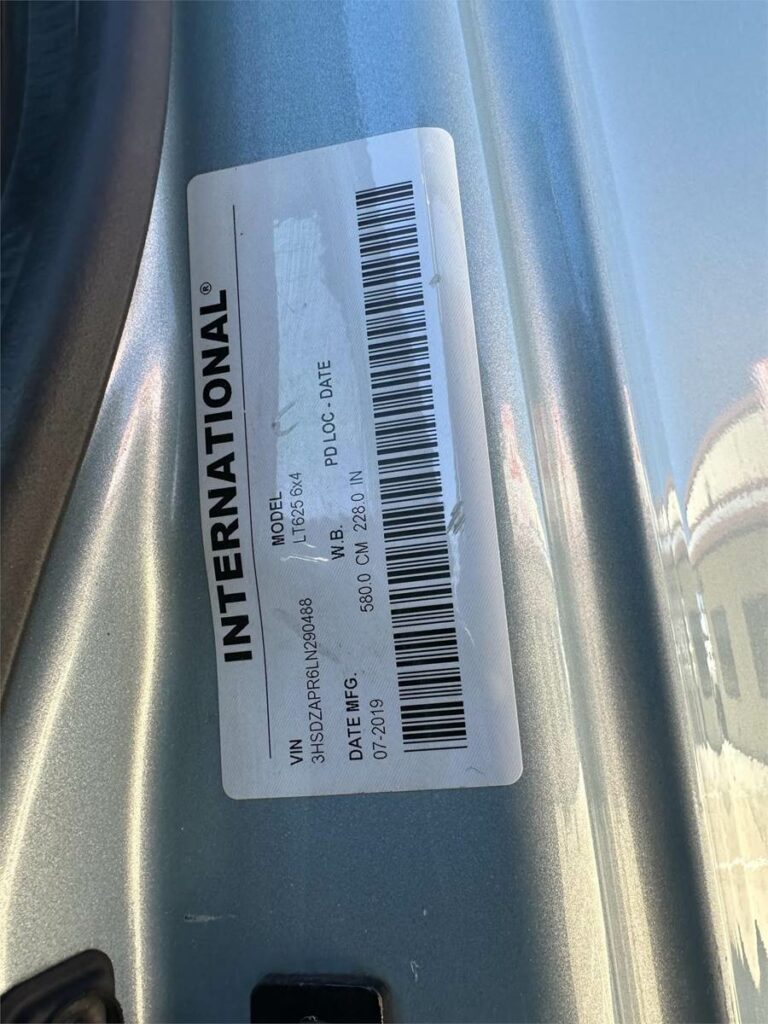 INTERNATIONAL®
VIN
3HSDZAPR6LN290488
MODEL
LT625 6x4
DATE MFG.
07-2019
W.B.
580.0 CM 228.0 IN
PD LOC - DATE